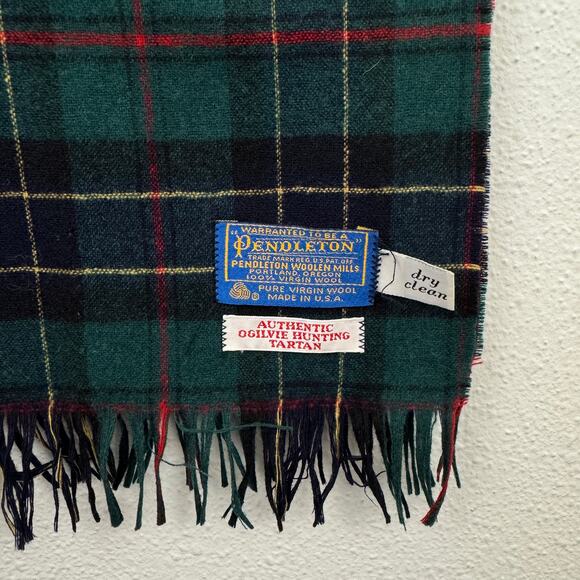 "WARRANTED TO BE A
PENDLETON"
TRADE MARK REG. U.S. PAT. OFF.
PENDLETON WOOLEN MILLS
PORTLAND, OREGON
100% VIRGIN WOOL
PURE VIRGIN WOOL
MADE IN U.S.A.
dry
clean
AUTHENTIC
OGILVIE HUNTING
TARTAN